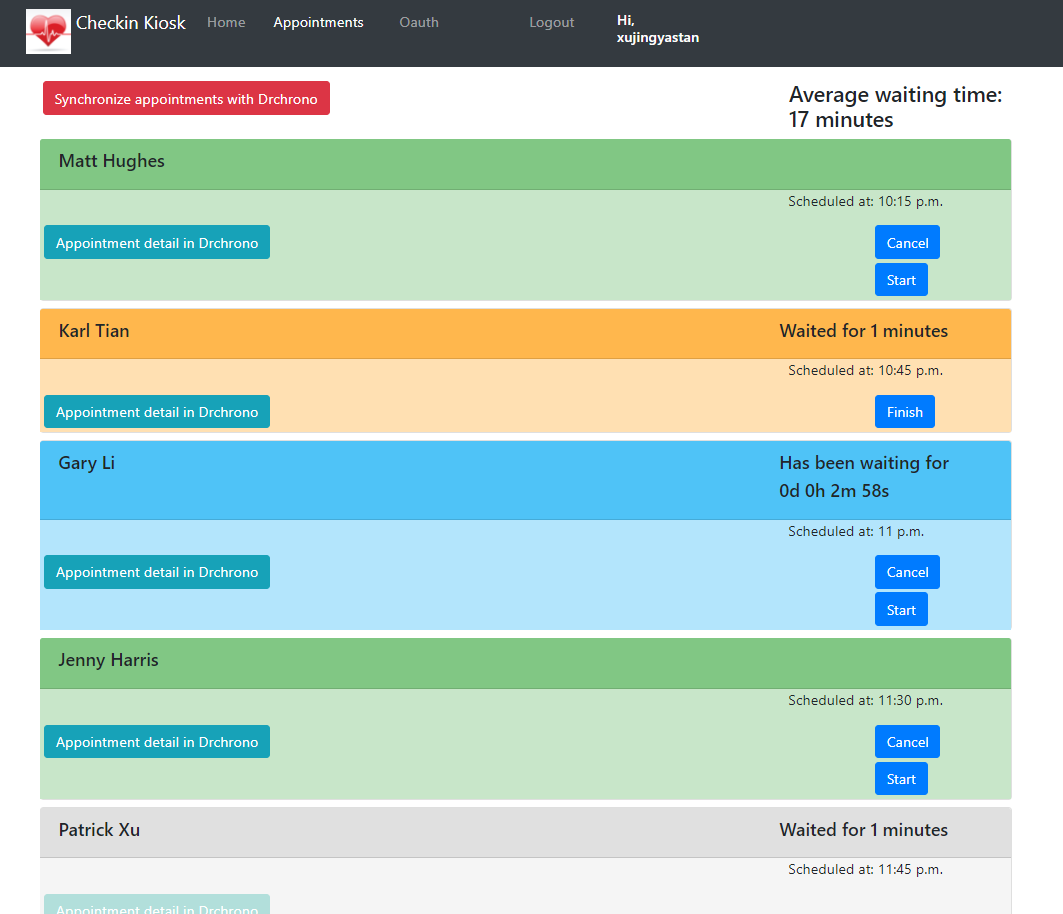 Checkin Kiosk Home Appointments Oauth Logout Hi,
xujingyastan
Synchronize appointments with Drchrono
Average waiting time:
17 minutes
Matt Hughes
Scheduled at: 10:15 p.m.
Appointment detail in Drchrono Cancel
Start
Karl Tian Waited for 1 minutes
Scheduled at: 10:45 p.m.
Appointment detail in Drchrono Finish
Gary Li Has been waiting for
0d 0h 2m 58s
Scheduled at: 11 p.m.
Appointment detail in Drchrono Cancel
Start
Jenny Harris
Scheduled at: 11:30 p.m.
Appointment detail in Drchrono Cancel
Start
Patrick Xu Waited for 1 minutes
Scheduled at: 11:45 p.m.
Appointment detail in Drchrono